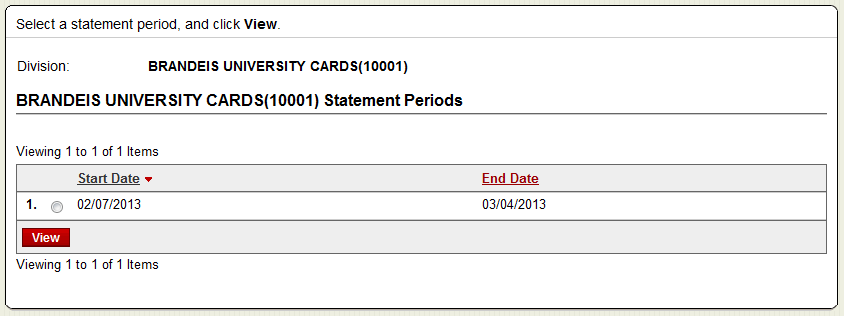 Select a statement period, and click View.
Division: BRANDEIS UNIVERSITY CARDS(10001)
BRANDEIS UNIVERSITY CARDS(10001) Statement Periods
Viewing 1 to 1 of 1 Items
Start Date End Date
1. 02/07/2013 03/04/2013
View
Viewing 1 to 1 of 1 Items